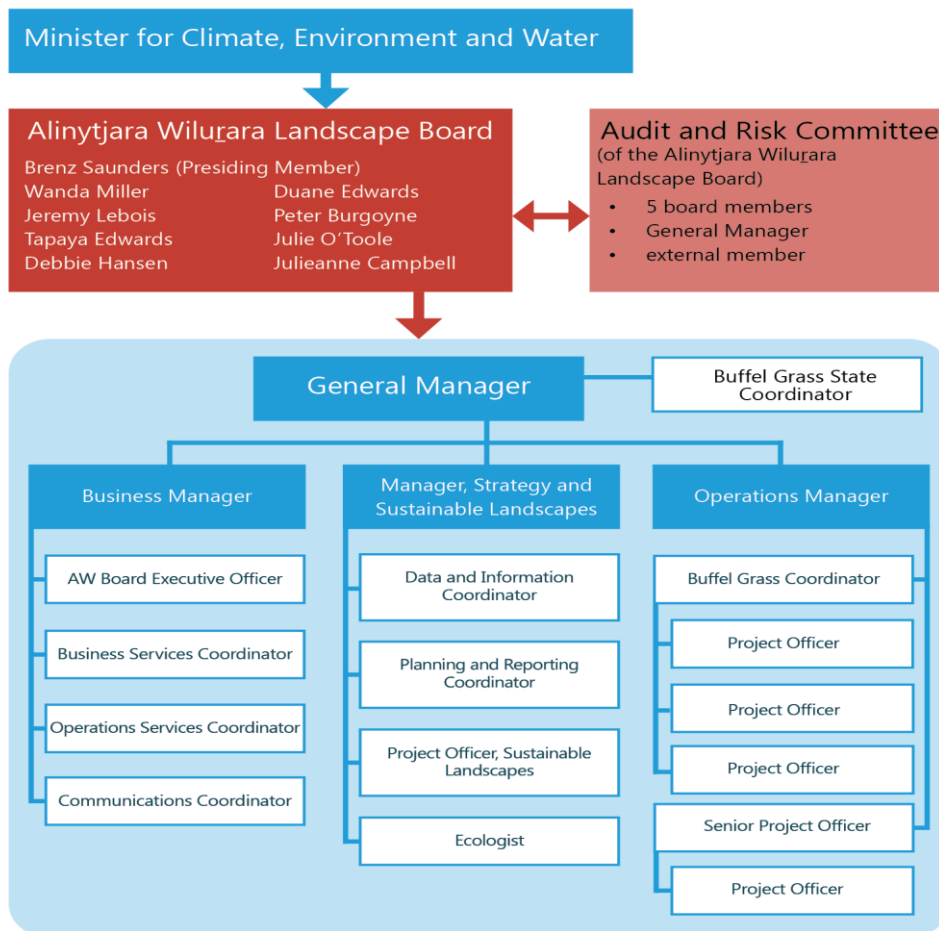 Minister for Climate, Environment and Water
Alinytjara Wiluṟara Landscape Board
Brenz Saunders (Presiding Member)
Wanda Miller
Jeremy Lebois
Tapaya Edwards
Debbie Hansen
Duane Edwards
Peter Burgoyne
Julie O’Toole
Julieanne Campbell
Audit and Risk Committee
(of the Alinytjara Wiluṟara
Landscape Board)
• 5 board members
• General Manager
• external member
General Manager
Buffel Grass State
Coordinator
Business Manager
AW Board Executive Officer
Business Services Coordinator
Operations Services Coordinator
Communications Coordinator
Manager, Strategy and
Sustainable Landscapes
Data and Information
Coordinator
Planning and Reporting
Coordinator
Project Officer, Sustainable
Landscapes
Ecologist
Operations Manager
Buffel Grass Coordinator
Project Officer
Project Officer
Project Officer
Senior Project Officer
Project Officer